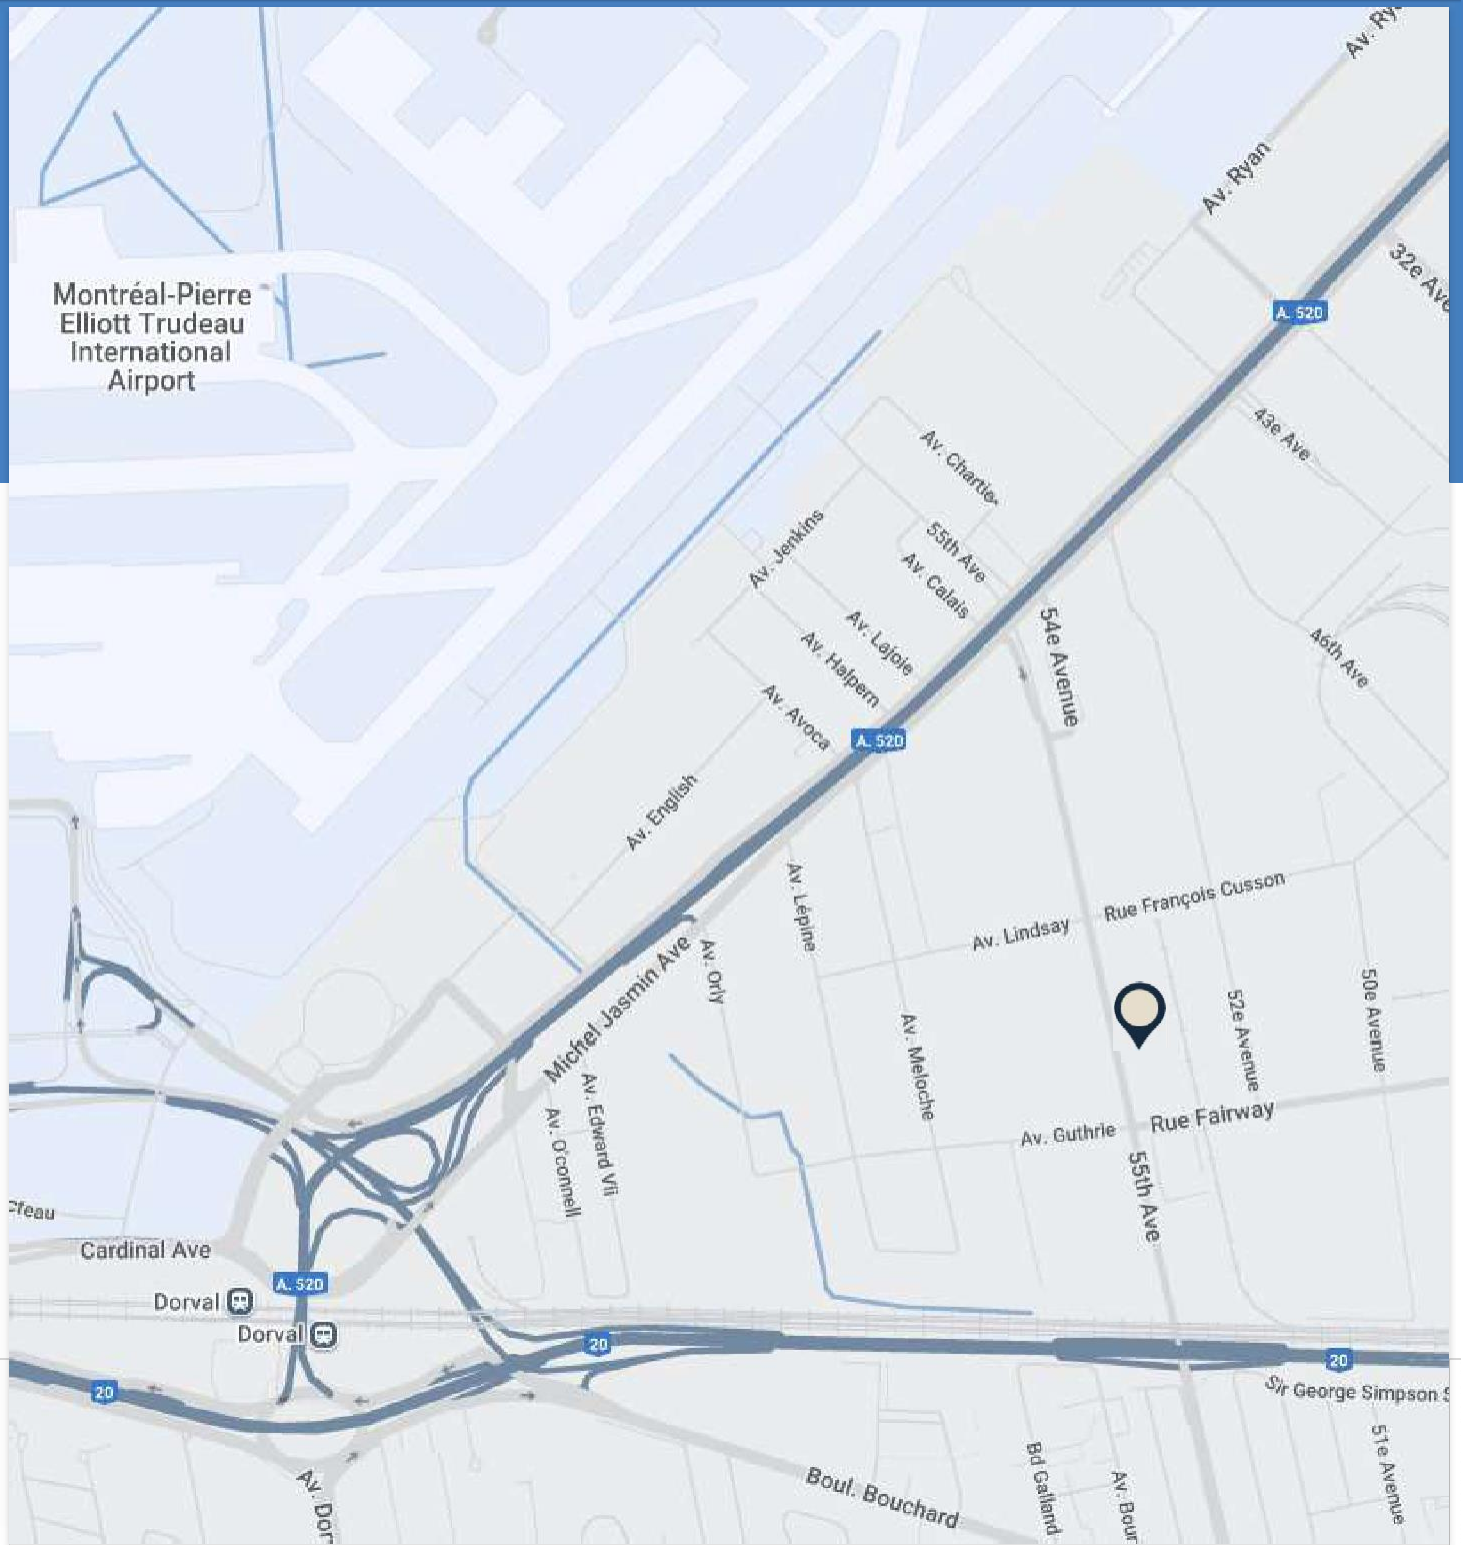 Av. Ryan
32e Ave
A. 520
Montréal-Pierre
Elliott Trudeau
International
Airport
43e Ave
Av. Chartier
Av. Jenkins
55th Ave
Av. Calais
54e Avenue
Av. Lajoie
46th Ave
Av. Halpern
Av. Avoca
A. 520
Av. English
Av. Lépine
Rue François Cusson
Av. Lindsay
Michel Jasmin Ave
Av. Orly
50e Avenue
52e Avenue
Av. Meloche
Av. Edward Vii
Av. O'connell
Rue Fairway
Av. Guthrie
55th Ave
Cardinal Ave
A. 520
Dorval
Dorval
20
20
20
Sir George Simpson
51e Avenue
Boul. Bouchard
Bd Galland